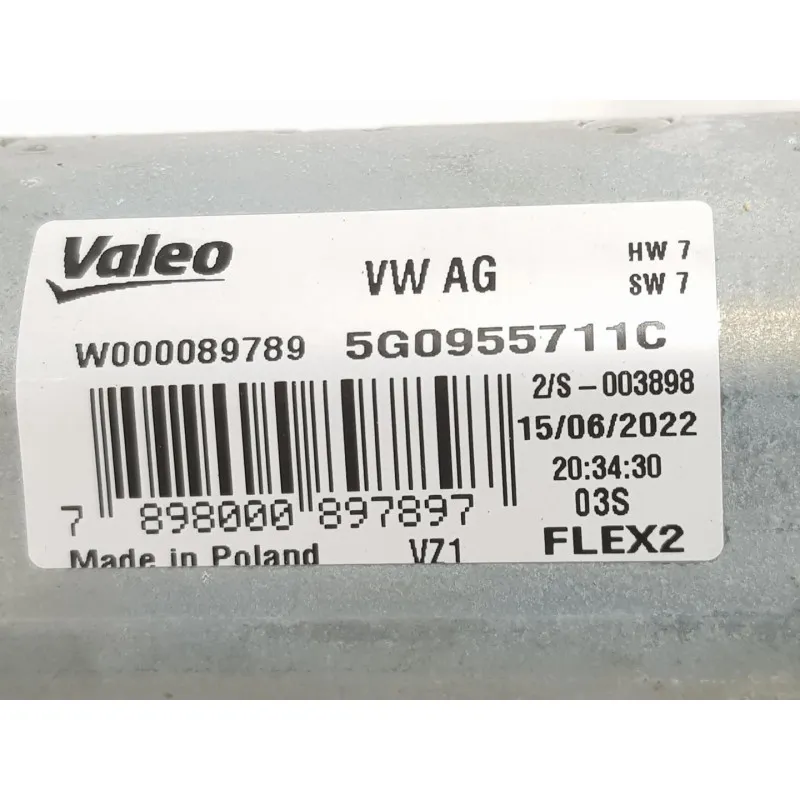 Valeo VW AG HW 7
SW 7
W000089789 5G0955711C
2/S-003898
15/06/2022
20:34:30
03S
7 898000 897897
Made in Poland VZ1 FLEX2